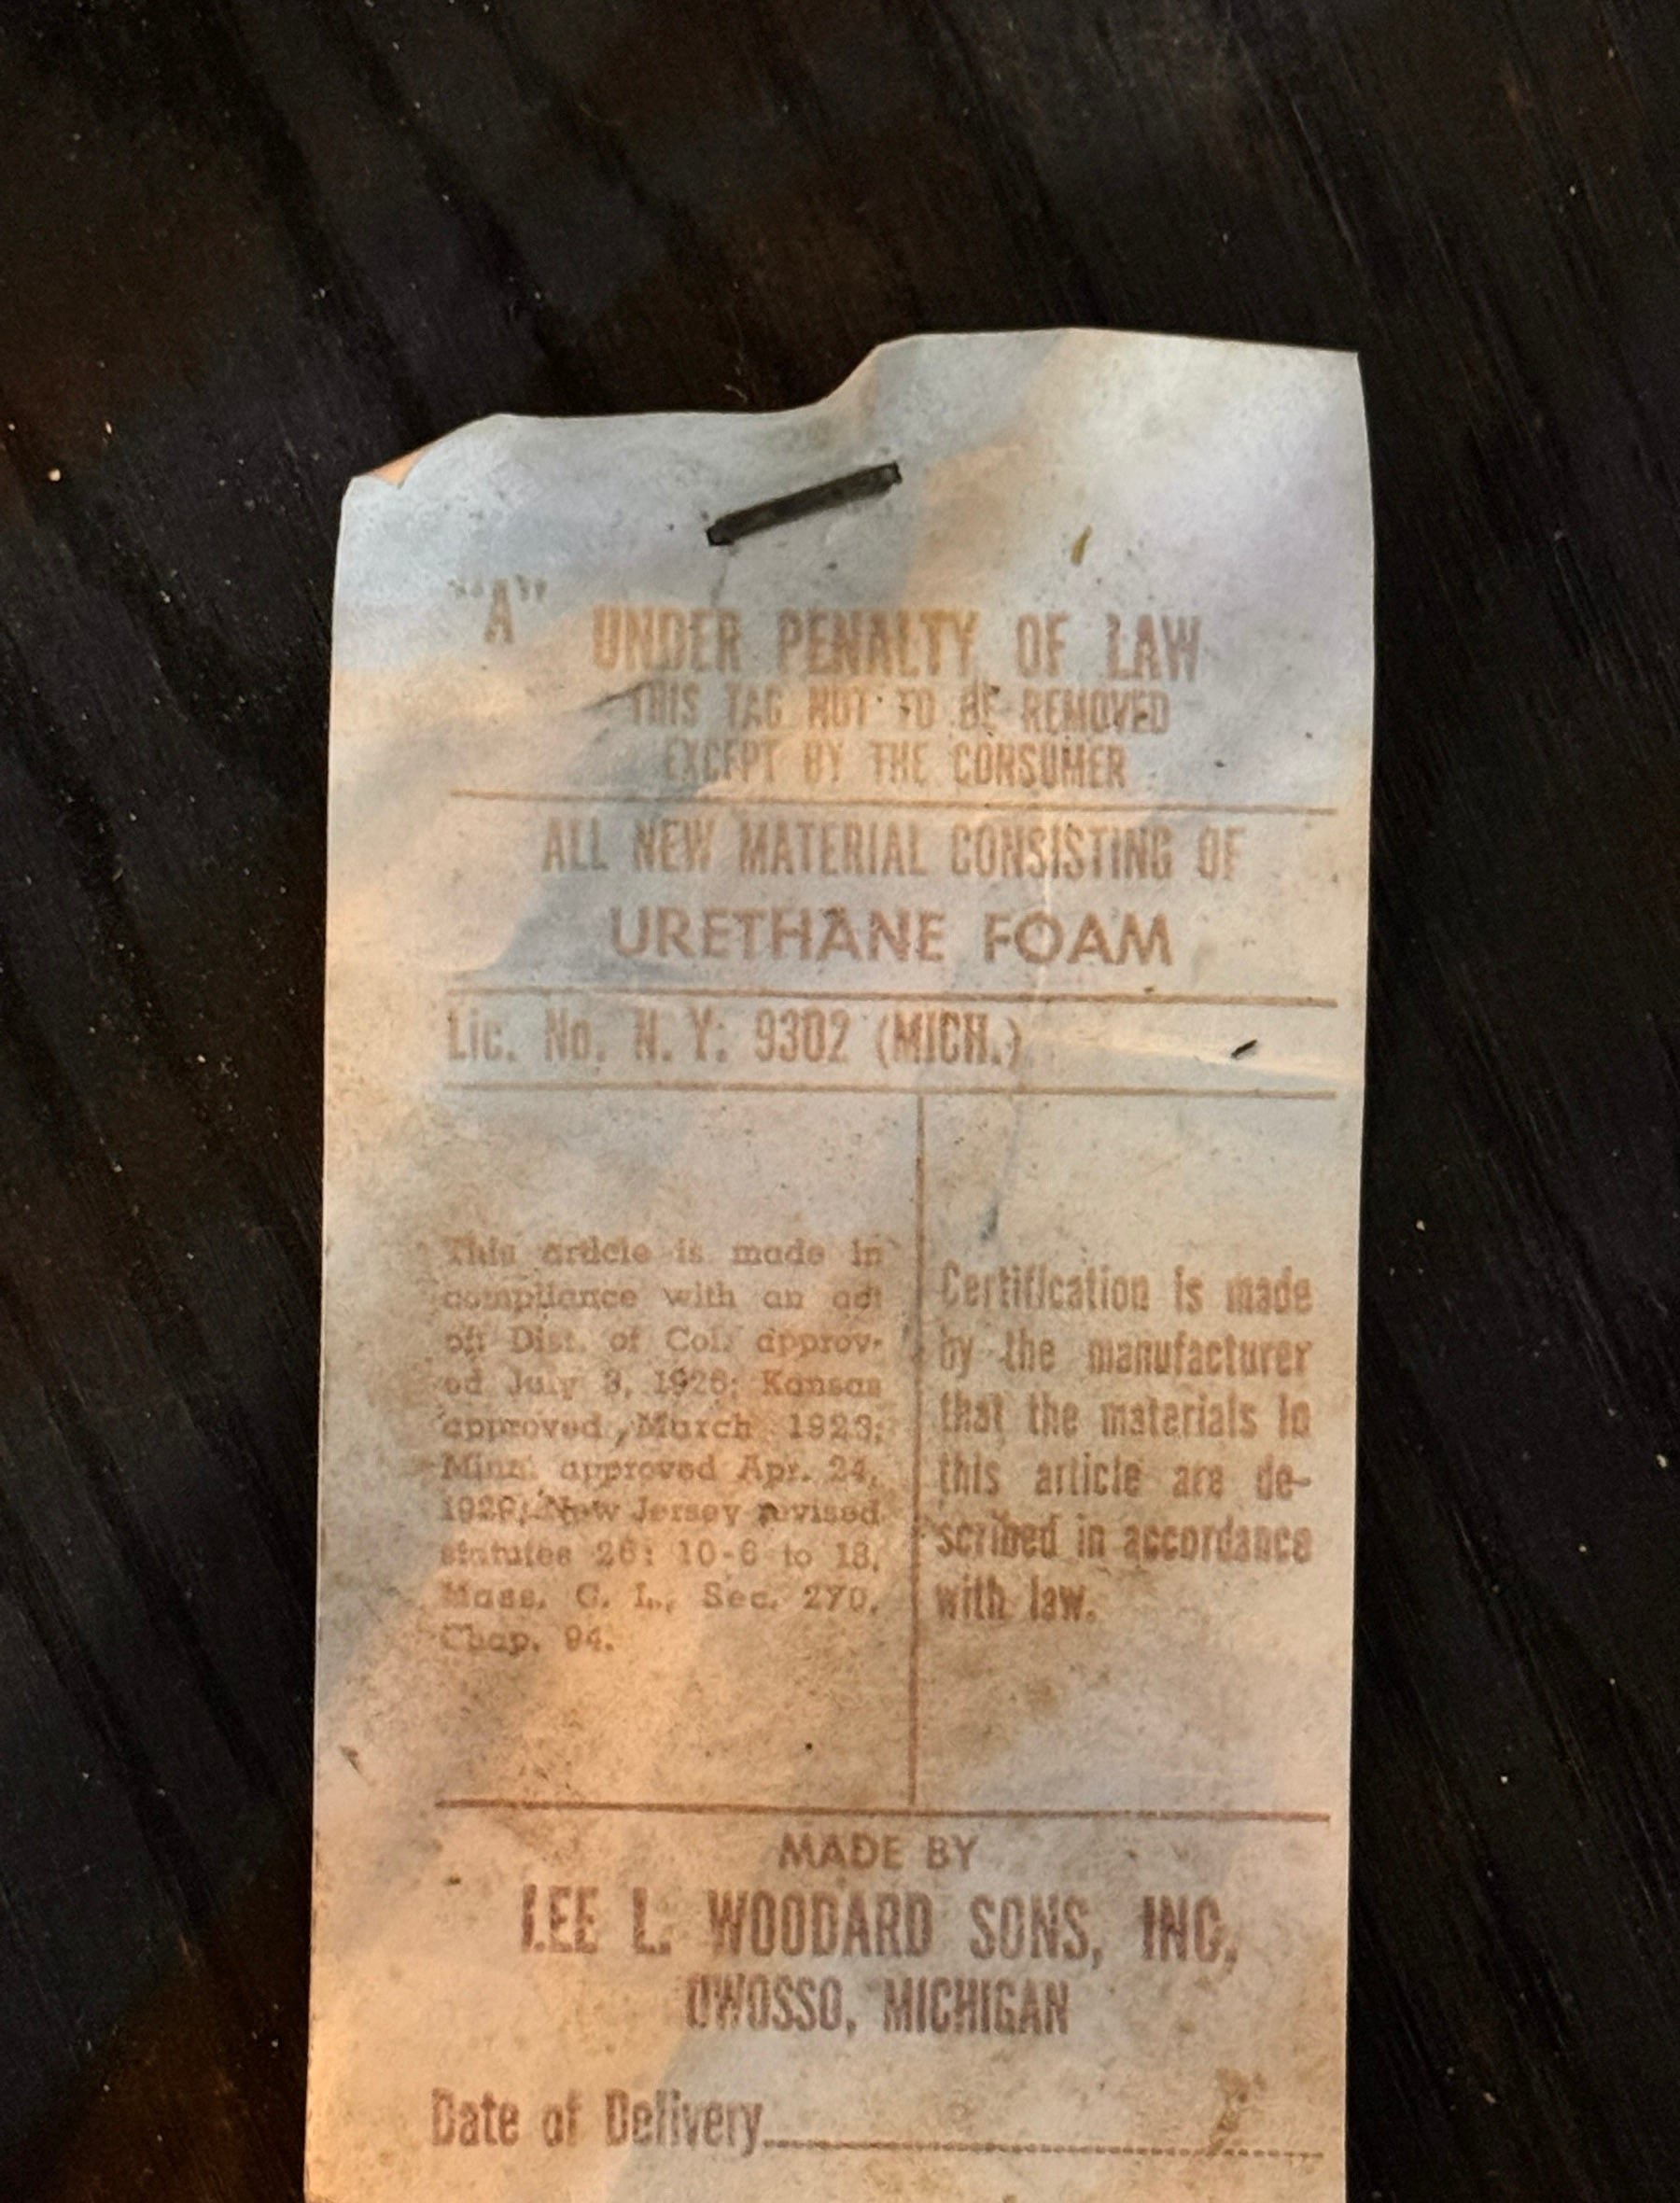 "A" UNDER PENALTY OF LAW
THIS TAG NOT TO BE REMOVED
EXCEPT BY THE CONSUMER
ALL NEW MATERIAL CONSISTING OF
URETHANE FOAM
Lic. No. N. Y. 9302 (MICH.)
This article is made in
compliance with an act
of Dist. of Col. approv-
ed July 3, 1926; Kansas
approved March 1923;
Minn. approved Apr. 24,
1929; New Jersey revised
statutes 26: 10-6 to 18,
Mass. G. L., Sec. 270,
Chap. 94.
Certification is made
by the manufacturer
that the materials in
this article are de-
scribed in accordance
with law.
MADE BY
LEE L. WOODARD SONS, INC.
OWOSSO, MICHIGAN
Date of Delivery